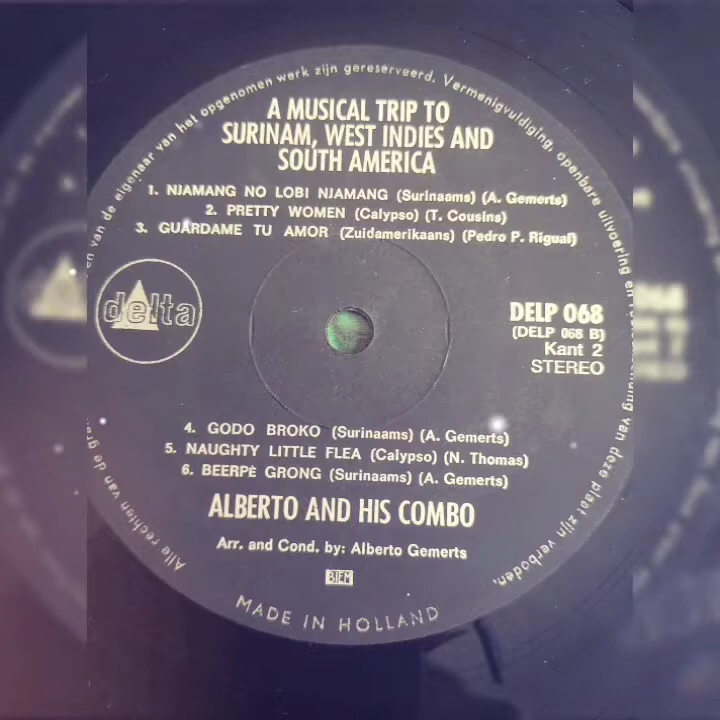 Alle rechten van de
en van de eigenaar van het opgenomen werk zijn gereserveerd. Vermenigvuldiging, openbare uitvoering en
van deze plaat zijn verboden.
A MUSICAL TRIP TO
SURINAM, WEST INDIES AND
SOUTH AMERICA
1. NJAMANG NO LOBI NJAMANG (Surinaams) (A. Gemerts)
2. PRETTY WOMEN (Calypso) (T. Cousins)
3. GUARDAME TU AMOR (Zuidamerikaans) (Pedro P. Rigual)
delta
DELP 068
(DELP 068 B)
Kant 2
STEREO
4. GODO BROKO (Surinaams) (A. Gemerts)
5. NAUGHTY LITTLE FLEA (Calypso) (N. Thomas)
6. BEERPE GRONG (Surinaams) (A. Gemerts)
ALBERTO AND HIS COMBO
Arr. and Cond. by: Alberto Gemerts
BIEM
MADE IN HOLLAND